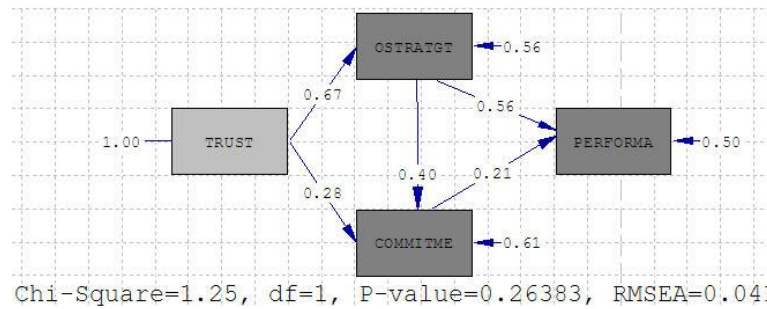 OSTRATGT
0.56
0.67
0.56
1.00
TRUST
PERFORMA
0.50
0.40
0.21
0.28
COMMITME
0.61
Chi-Square=1.25, df=1, P-value=0.26383, RMSEA=0.041